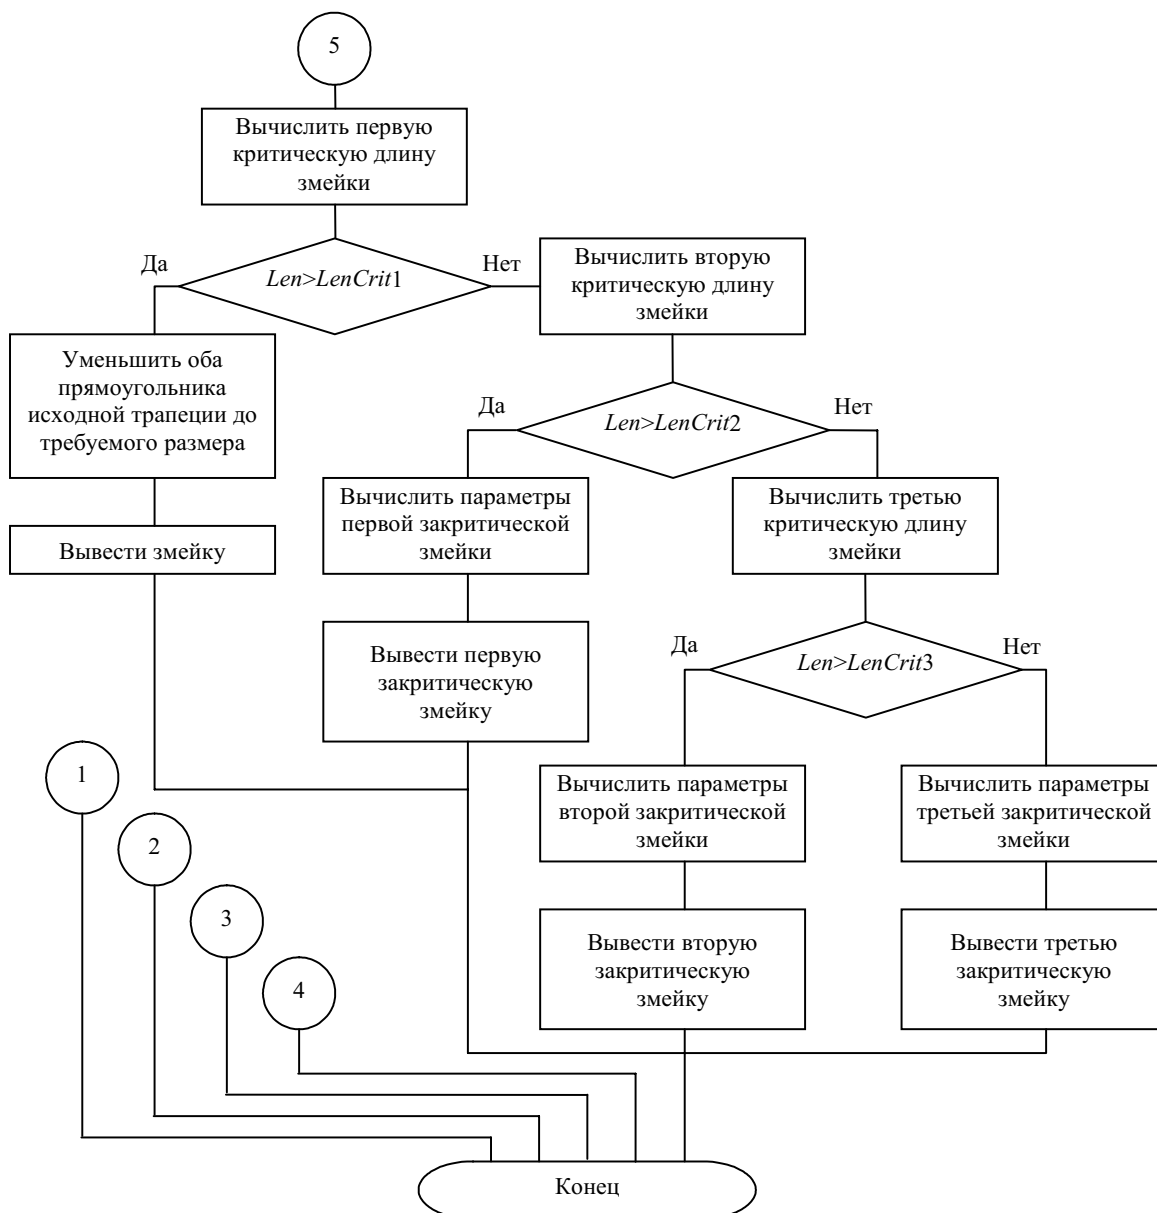 5
Вычислить первую
критическую длину
змейки
Да
Len>LenCrit1
Нет
Вычислить вторую
критическую длину
змейки
Уменьшить оба
прямоугольника
исходной трапеции до
требуемого размера
Да
Len>LenCrit2
Нет
Вывести змейку
Вычислить параметры
первой закритической
змейки
Вычислить третью
критическую длину
змейки
Вывести первую
закритическую
змейку
Да
Len>LenCrit3
Нет
1
2
3
4
Вычислить параметры
второй закритической
змейки
Вычислить параметры
третьей закритической
змейки
Вывести вторую
закритическую
змейку
Вывести третью
закритическую
змейку
Конец